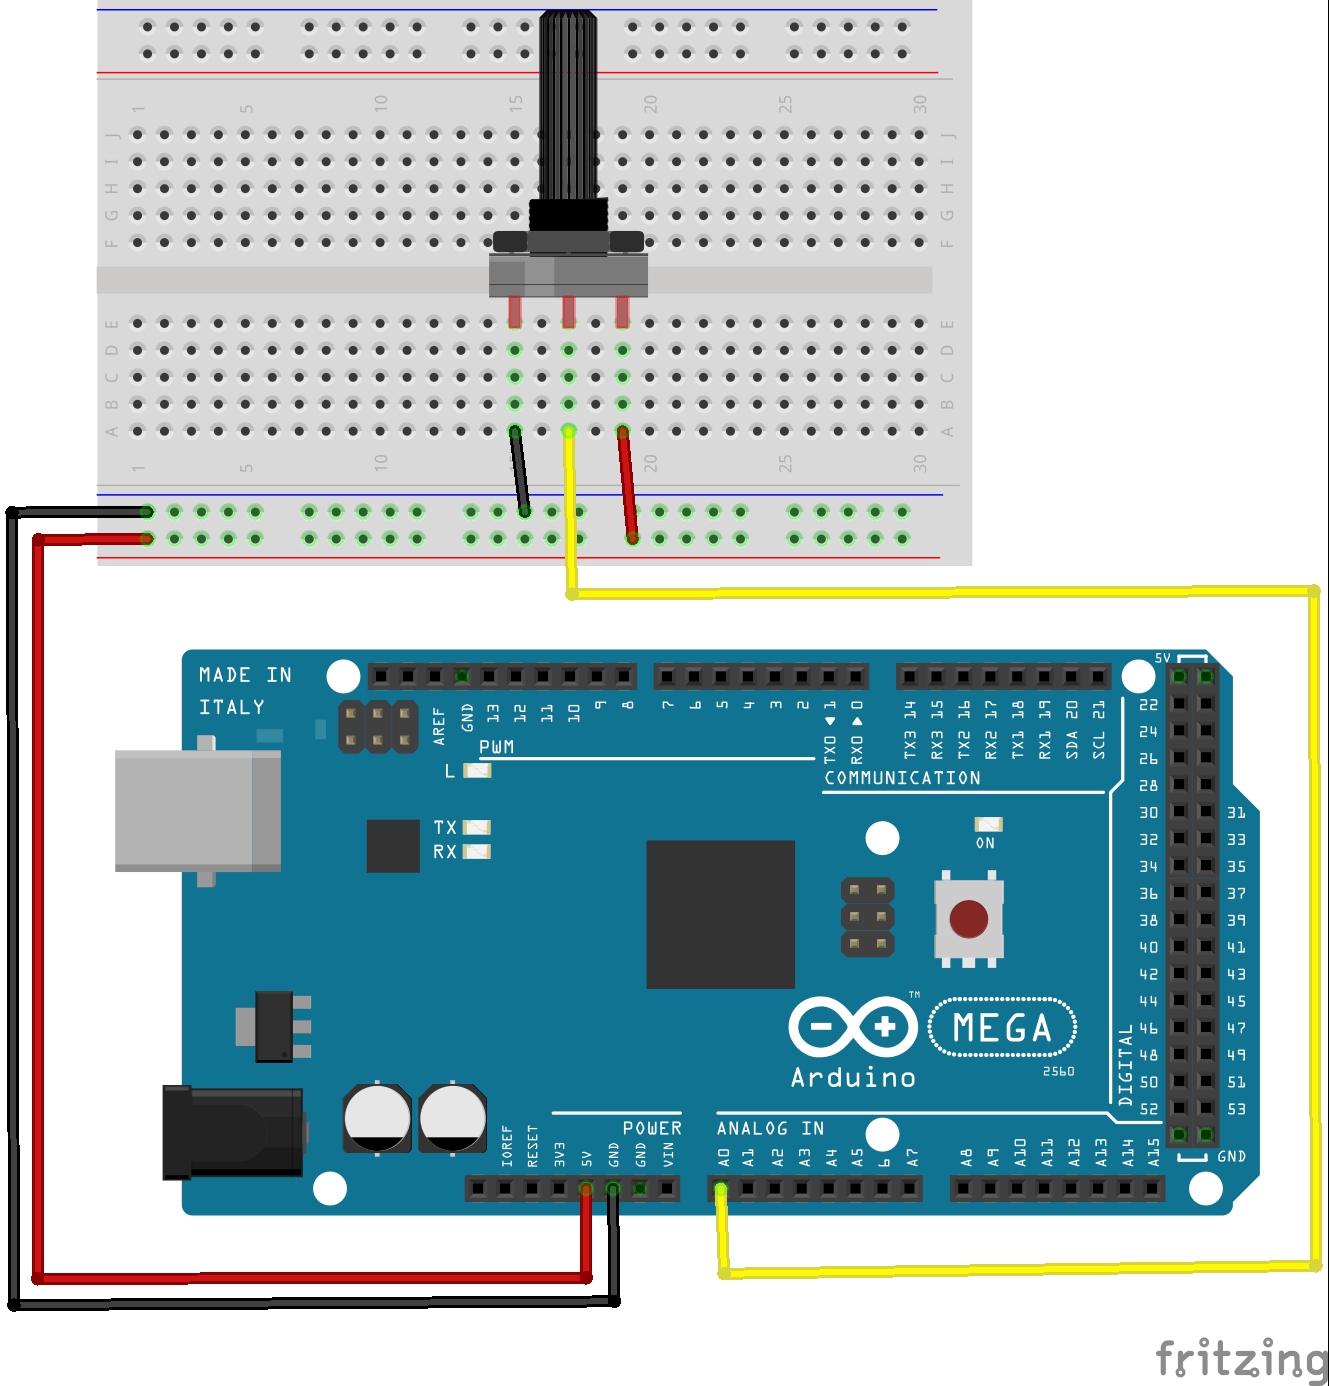 1 5 10 15 20 25 30
J J
I I
H H
G G
F F
E E
D D
C C
B B
A A
1 5 10 20 25 30
MADE IN
ITALY
5V
AREF GND 13 12 11 10 9 8 7 6 5 4 3 2 TX0 ◀ 1 RX0 ▶ 0 TX3 14 RX3 15 TX2 16 RX2 17 TX1 18 RX1 19 SDA 20 SCL 21
PWM
L
COMMUNICATION
TX
RX
ON
22
24
26
28
30 31
32 33
34 35
36 37
38 39
40 41
42 43
44 45
46 47
48 49
50 51
52 53
DIGITAL
GND
TM
MEGA
Arduino
2560
POWER
ANALOG IN
IOREF RESET 3V3 5V GND GND VIN A0 A1 A2 A3 A4 A5 6 A7 A8 A9 A10 A11 A12 A13 A14 A15
fritzing